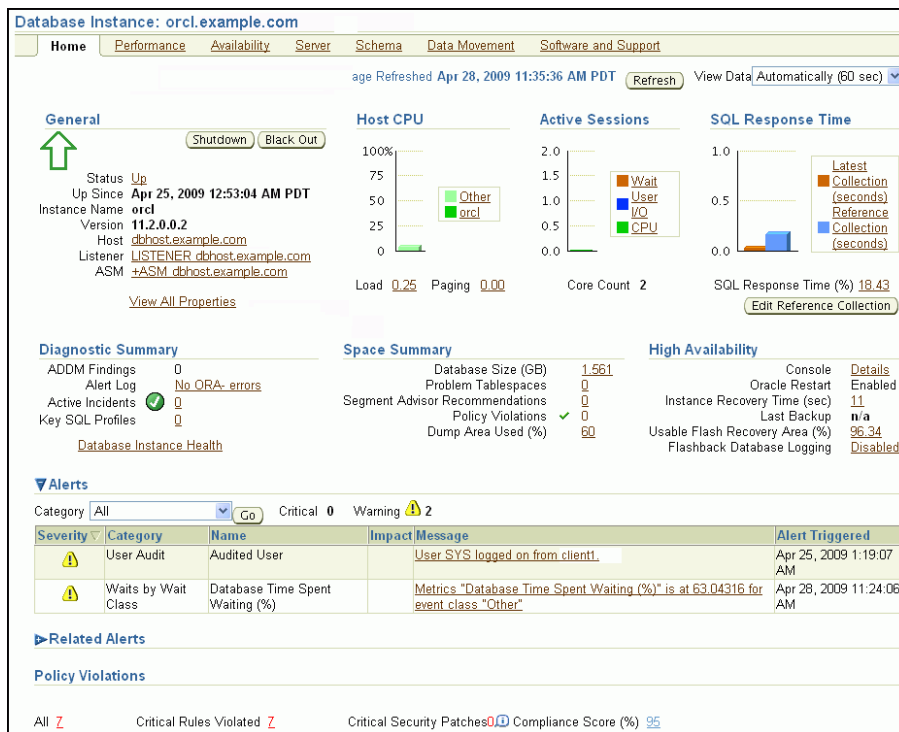 Database Instance: orcl.example.com
Home Performance Availability Server Schema Data Movement Software and Support
age Refreshed Apr 28, 2009 11:35:36 AM PDT Refresh View Data Automatically (60 sec)
General
Shutdown Black Out
Status Up
Up Since Apr 25, 2009 12:53:04 AM PDT
Instance Name orcl
Version 11.2.0.0.2
Host dbhost.example.com
Listener LISTENER dbhost.example.com
ASM +ASM dbhost.example.com
View All Properties
Host CPU
100%
75
50
25
0
Other
orcl
Load 0.25 Paging 0.00
Active Sessions
2.0
1.5
1.0
0.5
0.0
Wait
User
I/O
CPU
Core Count 2
SQL Response Time
1.0
0.5
0.0
Latest
Collection
(seconds)
Reference
Collection
(seconds)
SQL Response Time (%) 18.43
Edit Reference Collection
Diagnostic Summary
ADDM Findings 0
Alert Log No ORA- errors
Active Incidents 0
Key SQL Profiles 0
Database Instance Health
Space Summary
Database Size (GB) 1.561
Problem Tablespaces 0
Segment Advisor Recommendations 0
Policy Violations 0
Dump Area Used (%) 60
High Availability
Console Details
Oracle Restart Enabled
Instance Recovery Time (sec) 11
Last Backup n/a
Usable Flash Recovery Area (%) 96.34
Flashback Database Logging Disabled
Alerts
Category All Go Critical 0 Warning 2
Severity Category Name Impact Message Alert Triggered
User Audit Audited User User SYS logged on from client1. Apr 25, 2009 1:19:07
AM
Waits by Wait Database Time Spent Metrics "Database Time Spent Waiting (%)" is at 63.04316 for Apr 28, 2009 11:24:06
Class Waiting (%) event class "Other" AM
Related Alerts
Policy Violations
All 7 Critical Rules Violated 7 Critical Security Patches 0 Compliance Score (%) 95